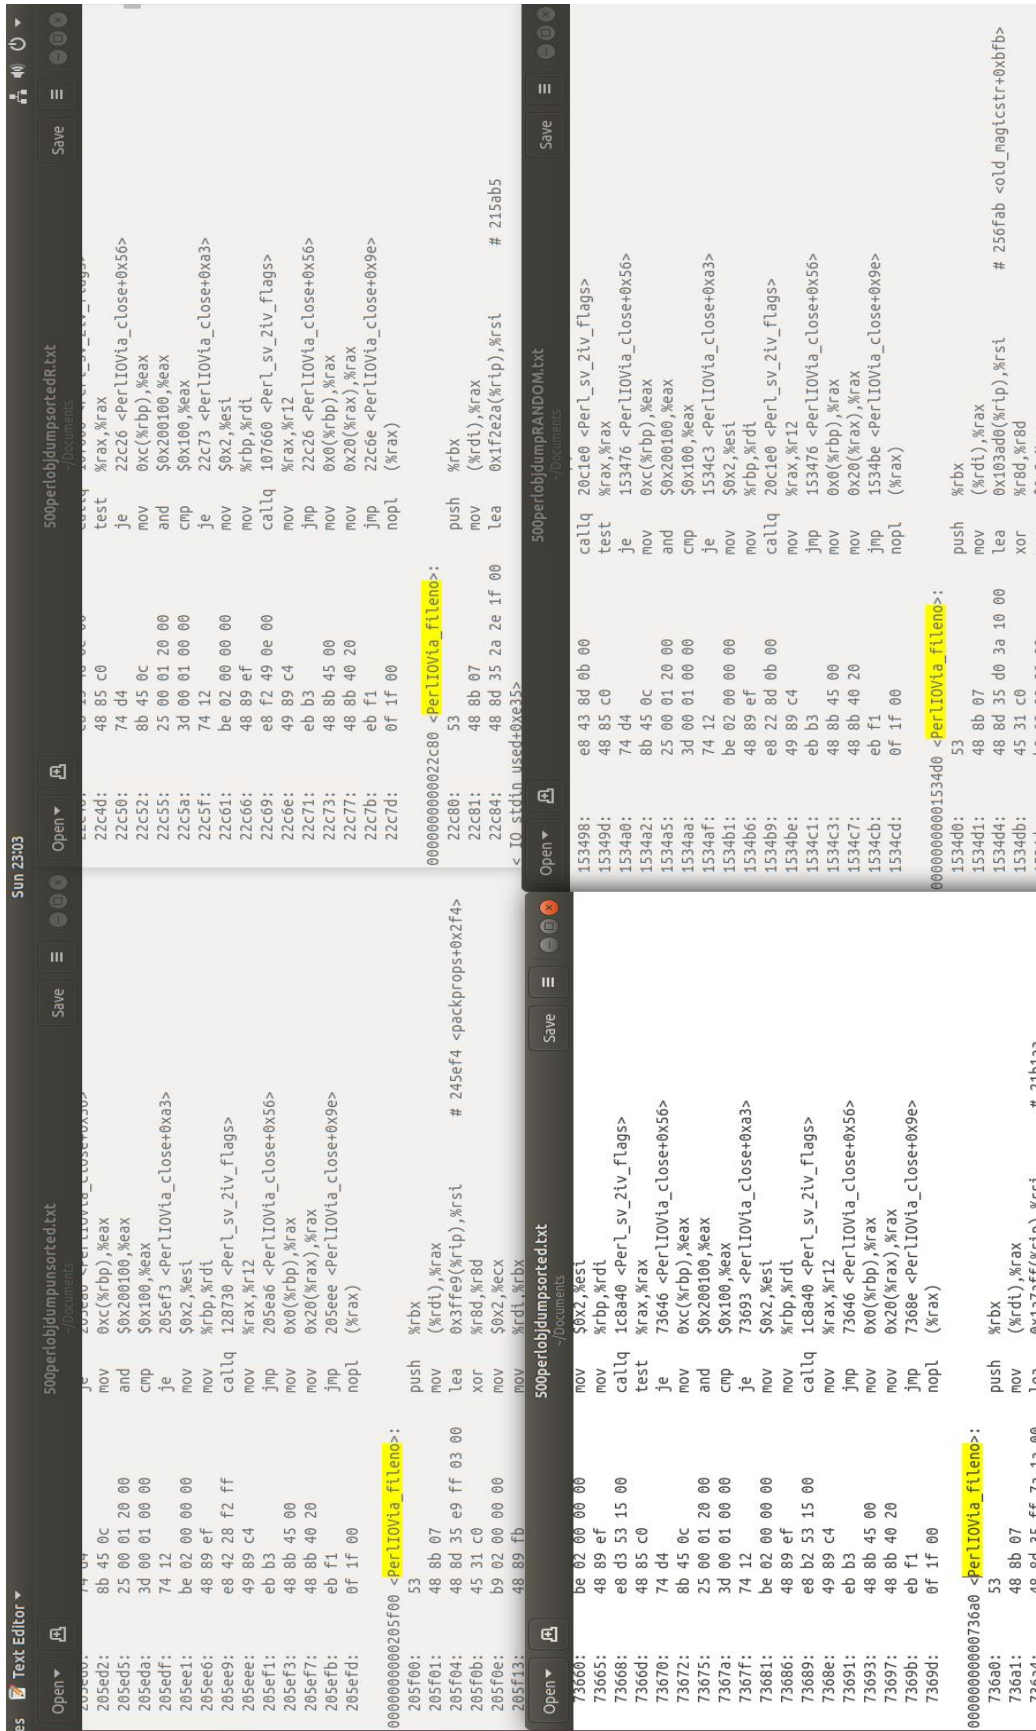 es Text Editor ▾ Sun 23:03
Open ▾ 500perlobjdumpunsorted.txt Save
~/Documents
74 d4 je 205ea6 <PerlIOVia_close+0x56>
205ed2: 8b 45 0c mov 0xc(%rbp),%eax
205ed5: 25 00 01 20 00 and $0x200100,%eax
205eda: 3d 00 01 00 00 cmp $0x100,%eax
205edf: 74 12 je 205ef3 <PerlIOVia_close+0xa3>
205ee1: be 02 00 00 00 mov $0x2,%esi
205ee6: 48 89 ef mov %rbp,%rdi
205ee9: e8 42 28 f2 ff callq 128730 <Perl_sv_2iv_flags>
205eee: 49 89 c4 mov %rax,%r12
205ef1: eb b3 jmp 205ea6 <PerlIOVia_close+0x56>
205ef3: 48 8b 45 00 mov 0x0(%rbp),%rax
205ef7: 48 8b 40 20 mov 0x20(%rax),%rax
205efb: eb f1 jmp 205eee <PerlIOVia_close+0x9e>
205efd: 0f 1f 00 nopl (%rax)
0000000000205f00 <PerlIOVia_fileno>:
205f00: 53 push %rbx
205f01: 48 8b 07 mov (%rdi),%rax
205f04: 48 8d 35 e9 ff 03 00 lea 0x3ffe9(%rip),%rsi # 245ef4 <packprops+0x2f4>
205f0b: 45 31 c0 xor %r8d,%r8d
205f0e: b9 02 00 00 00 mov $0x2,%ecx
205f13: 48 89 fb mov %rdi,%rbx
Open ▾ 500perlobjdumpsortedR.txt Save
~/Documents
22c4d: 48 85 c0 test %rax,%rax
22c50: 74 d4 je 22c26 <PerlIOVia_close+0x56>
22c52: 8b 45 0c mov 0xc(%rbp),%eax
22c55: 25 00 01 20 00 and $0x200100,%eax
22c5a: 3d 00 01 00 00 cmp $0x100,%eax
22c5f: 74 12 je 22c73 <PerlIOVia_close+0xa3>
22c61: be 02 00 00 00 mov $0x2,%esi
22c66: 48 89 ef mov %rbp,%rdi
22c69: e8 f2 49 0e 00 callq 107660 <Perl_sv_2iv_flags>
22c6e: 49 89 c4 mov %rax,%r12
22c71: eb b3 jmp 22c26 <PerlIOVia_close+0x56>
22c73: 48 8b 45 00 mov 0x0(%rbp),%rax
22c77: 48 8b 40 20 mov 0x20(%rax),%rax
22c7b: eb f1 jmp 22c6e <PerlIOVia_close+0x9e>
22c7d: 0f 1f 00 nopl (%rax)
0000000000022c80 <PerlIOVia_fileno>:
22c80: 53 push %rbx
22c81: 48 8b 07 mov (%rdi),%rax
22c84: 48 8d 35 2a 2e 1f 00 lea 0x1f2e2a(%rip),%rsi # 215ab5
<_IO_stdin_used+0xe35>
Open ▾ 500perlobjdumpsorted.txt Save
~/Documents
73660: be 02 00 00 00 mov $0x2,%esi
73665: 48 89 ef mov %rbp,%rdi
73668: e8 d3 53 15 00 callq 1c8a40 <Perl_sv_2iv_flags>
7366d: 48 85 c0 test %rax,%rax
73670: 74 d4 je 73646 <PerlIOVia_close+0x56>
73672: 8b 45 0c mov 0xc(%rbp),%eax
73675: 25 00 01 20 00 and $0x200100,%eax
7367a: 3d 00 01 00 00 cmp $0x100,%eax
7367f: 74 12 je 73693 <PerlIOVia_close+0xa3>
73681: be 02 00 00 00 mov $0x2,%esi
73686: 48 89 ef mov %rbp,%rdi
73689: e8 b2 53 15 00 callq 1c8a40 <Perl_sv_2iv_flags>
7368e: 49 89 c4 mov %rax,%r12
73691: eb b3 jmp 73646 <PerlIOVia_close+0x56>
73693: 48 8b 45 00 mov 0x0(%rbp),%rax
73697: 48 8b 40 20 mov 0x20(%rax),%rax
7369b: eb f1 jmp 7368e <PerlIOVia_close+0x9e>
7369d: 0f 1f 00 nopl (%rax)
00000000000736a0 <PerlIOVia_fileno>:
736a0: 53 push %rbx
736a1: 48 8b 07 mov (%rdi),%rax
Open ▾ 500perlobjdumpRANDOM.txt Save
~/Documents
153498: e8 43 8d 0b 00 callq 20c1e0 <Perl_sv_2iv_flags>
15349d: 48 85 c0 test %rax,%rax
1534a0: 74 d4 je 153476 <PerlIOVia_close+0x56>
1534a2: 8b 45 0c mov 0xc(%rbp),%eax
1534a5: 25 00 01 20 00 and $0x200100,%eax
1534aa: 3d 00 01 00 00 cmp $0x100,%eax
1534af: 74 12 je 1534c3 <PerlIOVia_close+0xa3>
1534b1: be 02 00 00 00 mov $0x2,%esi
1534b6: 48 89 ef mov %rbp,%rdi
1534b9: e8 22 8d 0b 00 callq 20c1e0 <Perl_sv_2iv_flags>
1534be: 49 89 c4 mov %rax,%r12
1534c1: eb b3 jmp 153476 <PerlIOVia_close+0x56>
1534c3: 48 8b 45 00 mov 0x0(%rbp),%rax
1534c7: 48 8b 40 20 mov 0x20(%rax),%rax
1534cb: eb f1 jmp 1534be <PerlIOVia_close+0x9e>
1534cd: 0f 1f 00 nopl (%rax)
00000000001534d0 <PerlIOVia_fileno>:
1534d0: 53 push %rbx
1534d1: 48 8b 07 mov (%rdi),%rax
1534d4: 48 8d 35 d0 3a 10 00 lea 0x103ad0(%rip),%rsi # 256fab <old_magicstr+0xbfb>
1534db: 45 31 c0 xor %r8d,%r8d